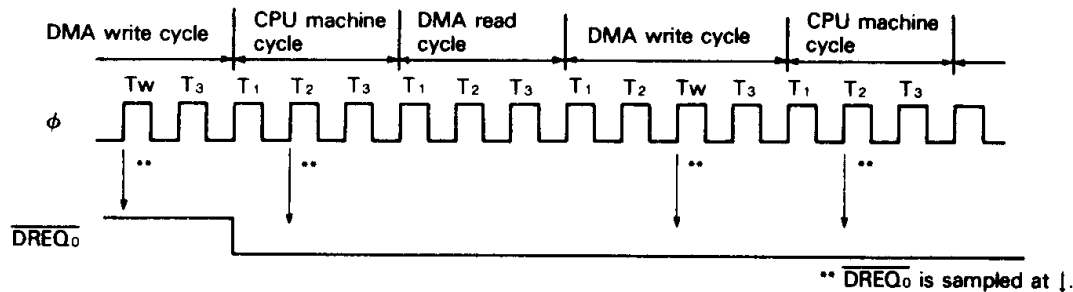 DMA write cycle
CPU machine
cycle
DMA read
cycle
DMA write cycle
CPU machine
cycle
Tw T3 T1 T2 T3 T1 T2 T3 T1 T2 Tw T3 T1 T2 T3
ϕ
** ** ** **
DREQ0
** DREQ0 is sampled at ↓.